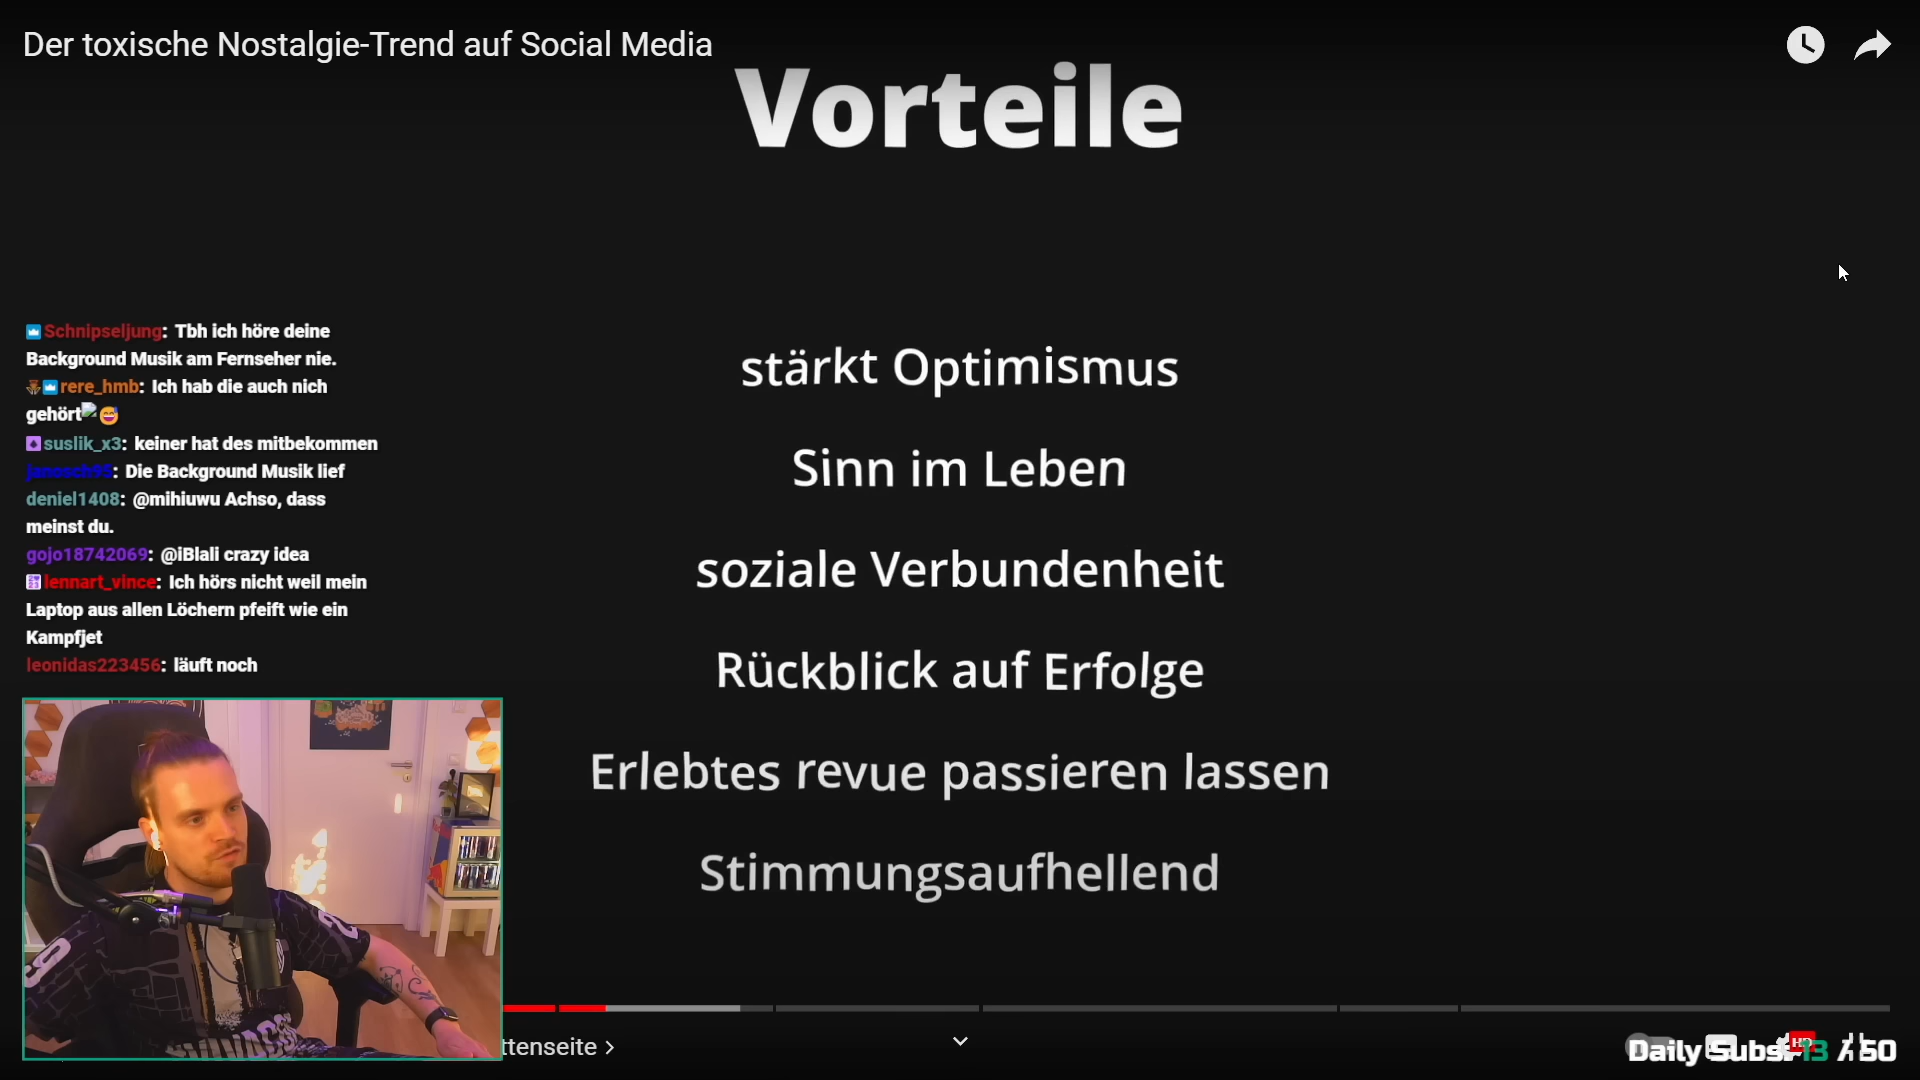 Der toxische Nostalgie-Trend auf Social Media
Vorteile
stärkt Optimismus
Sinn im Leben
soziale Verbundenheit
Rückblick auf Erfolge
Erlebtes revue passieren lassen
Stimmungsaufhellend
Schnipseljung: Tbh ich höre deine
Background Musik am Fernseher nie.
rere_hmb: Ich hab die auch nich
gehört
suslik_x3: keiner hat des mitbekommen
janosch95: Die Background Musik lief
deniel1408: @mihiuwu Achso, dass
meinst du.
gojo18742069: @iBlali crazy idea
lennart_vince: Ich hörs nicht weil mein
Laptop aus allen Löchern pfeift wie ein
Kampfjet
leonidas223456: läuft noch
ttenseite
Daily Subs: 13 / 50
HD